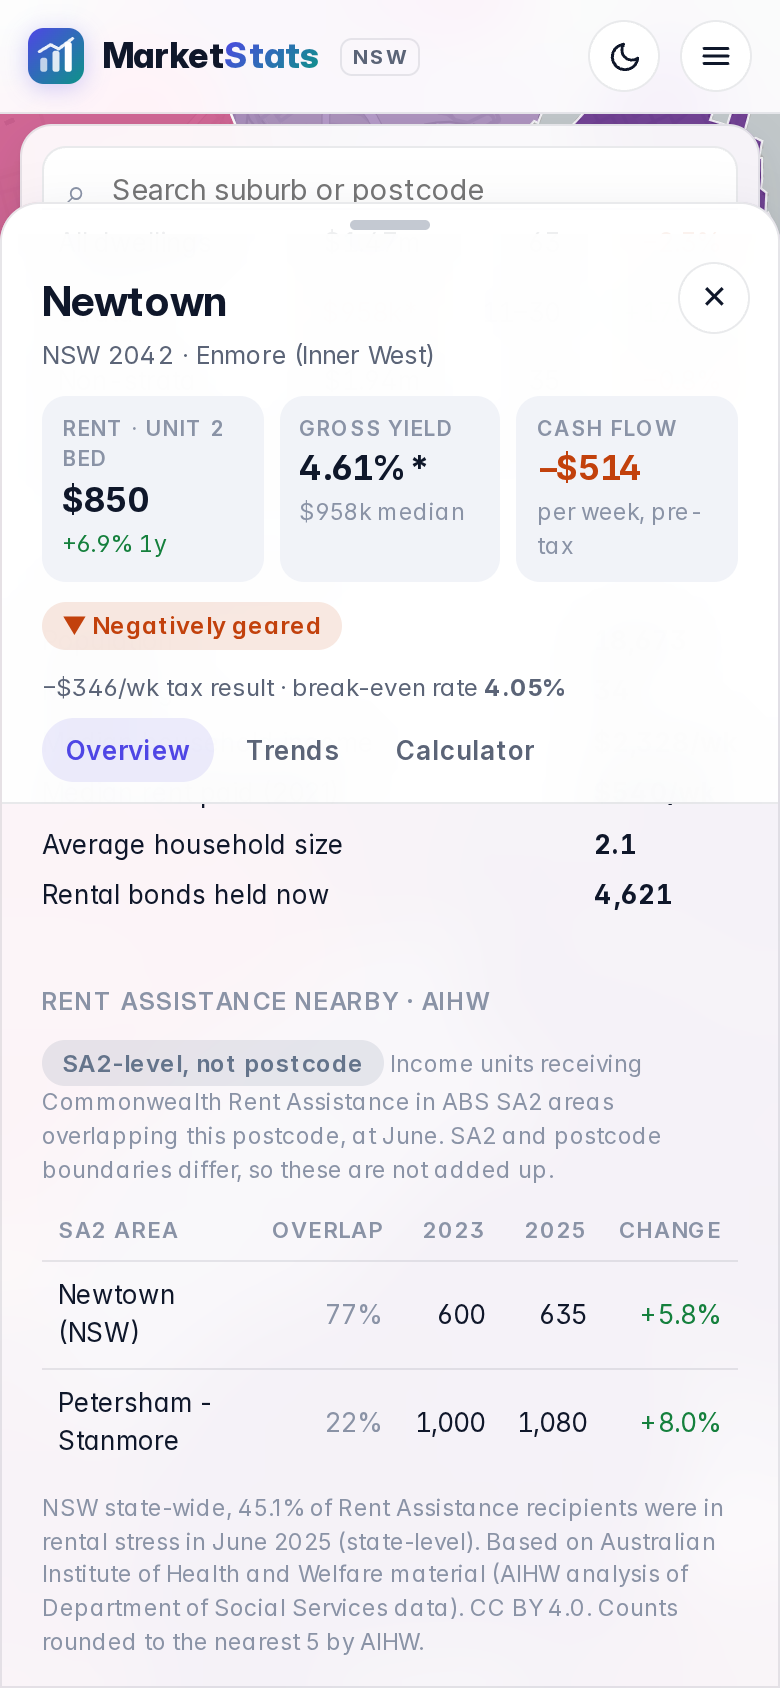 MarketStats NSW
Search suburb or postcode
Newtown
NSW 2042 · Enmore (Inner West)
RENT · UNIT 2 BED
$850
+6.9% 1y
GROSS YIELD
4.61% *
$958k median
CASH FLOW
−$514
per week, pre-tax
▼ Negatively geared
−$346/wk tax result · break-even rate 4.05%
Overview Trends Calculator
Average household size 2.1
Rental bonds held now 4,621
RENT ASSISTANCE NEARBY · AIHW
SA2-level, not postcode Income units receiving
Commonwealth Rent Assistance in ABS SA2 areas
overlapping this postcode, at June. SA2 and postcode
boundaries differ, so these are not added up.
SA2 AREA OVERLAP 2023 2025 CHANGE
Newtown (NSW) 77% 600 635 +5.8%
Petersham - Stanmore 22% 1,000 1,080 +8.0%
NSW state-wide, 45.1% of Rent Assistance recipients were in
rental stress in June 2025 (state-level). Based on Australian
Institute of Health and Welfare material (AIHW analysis of
Department of Social Services data). CC BY 4.0. Counts
rounded to the nearest 5 by AIHW.